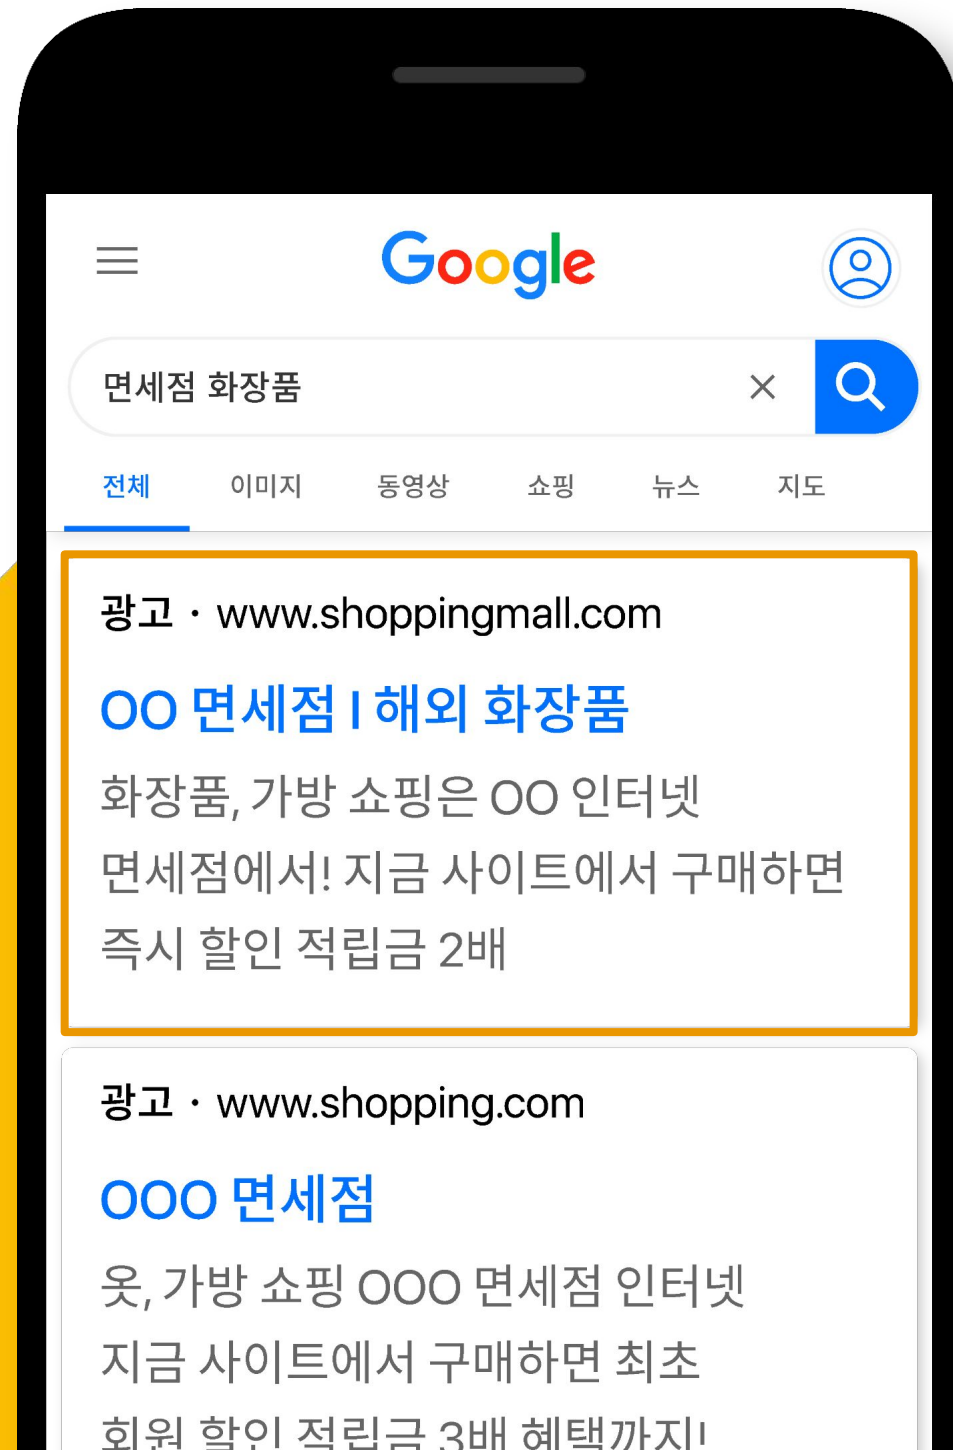 Google
면세점 화장품
전체 이미지 동영상 쇼핑 뉴스 지도
광고 · www.shoppingmall.com
OO 면세점 I 해외 화장품
화장품, 가방 쇼핑은 OO 인터넷
면세점에서! 지금 사이트에서 구매하면
즉시 할인 적립금 2배
광고 · www.shopping.com
OOO 면세점
옷, 가방 쇼핑 OOO 면세점 인터넷
지금 사이트에서 구매하면 최초
회원 할인 적립금 3배 혜택까지!